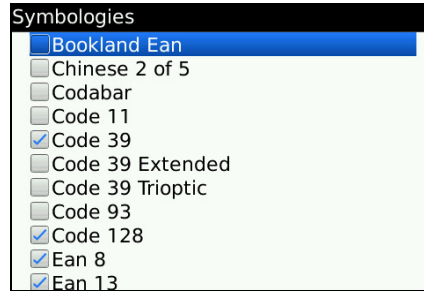 Symbologies
Bookland Ean
Chinese 2 of 5
Codabar
Code 11
Code 39
Code 39 Extended
Code 39 Trioptic
Code 93
Code 128
Ean 8
Ean 13